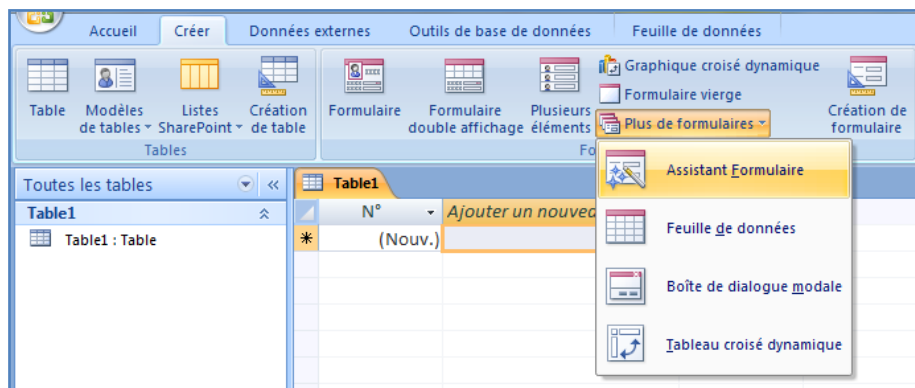 Accueil Créer Données externes Outils de base de données Feuille de données
Table
Modèles
de tables
Listes
SharePoint
Création
de table
Tables
Formulaire
Formulaire
double affichage
Plusieurs
éléments
Graphique croisé dynamique
Formulaire vierge
Plus de formulaires
Création de
formulaire
Fo
Assistant Formulaire
Feuille de données
Boîte de dialogue modale
Tableau croisé dynamique
Toutes les tables
Table1
Table1 : Table
Table1
N° Ajouter un nouve
(Nouv.)